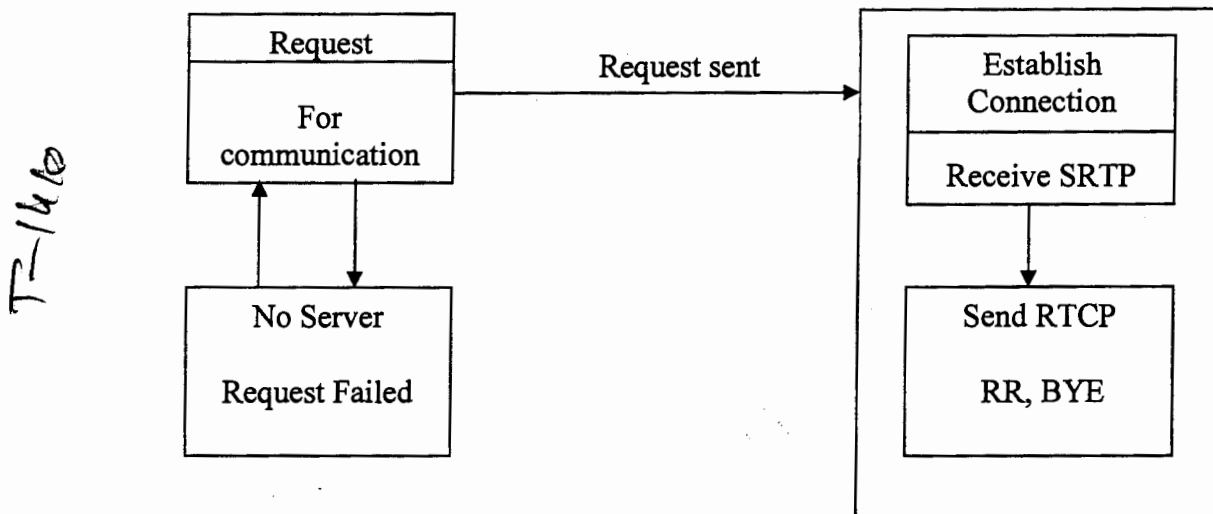 Request
For
communication
Request sent
Establish
Connection
Receive SRTP
No Server
Request Failed
Send RTCP
RR, BYE